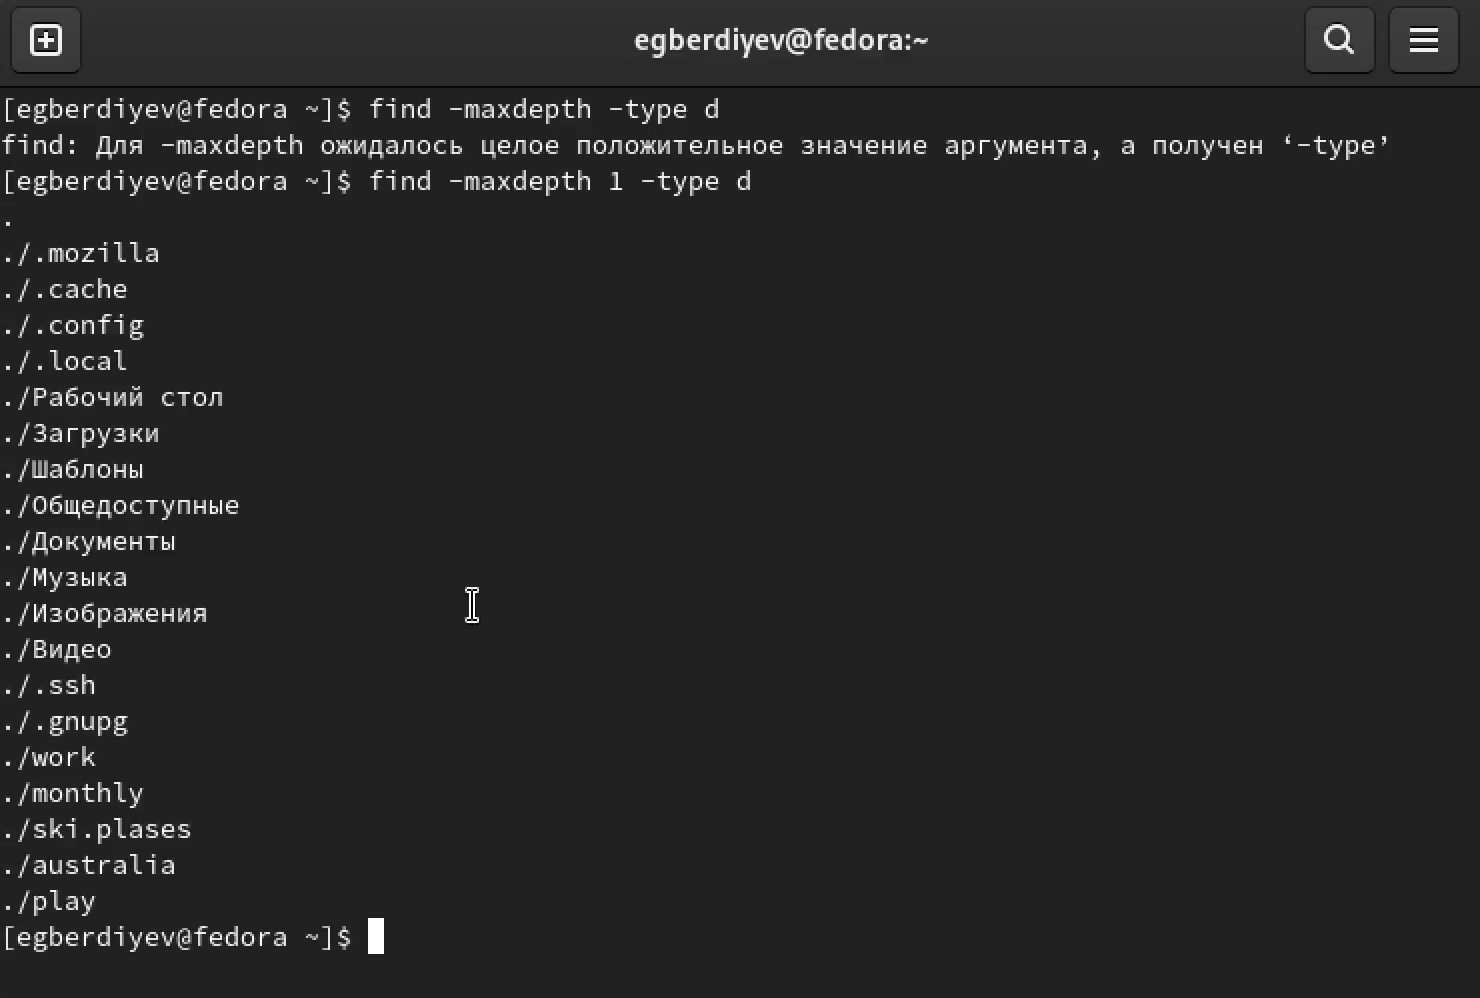 egberdiyev@fedora:~
[egberdiyev@fedora ~]$ find -maxdepth -type d
find: Для -maxdepth ожидалось целое положительное значение аргумента, а получен ‘-type’
[egberdiyev@fedora ~]$ find -maxdepth 1 -type d
.
./.mozilla
./.cache
./.config
./.local
./Рабочий стол
./Загрузки
./Шаблоны
./Общедоступные
./Документы
./Музыка
./Изображения
./Видео
./.ssh
./.gnupg
./work
./monthly
./ski.plases
./australia
./play
[egberdiyev@fedora ~]$